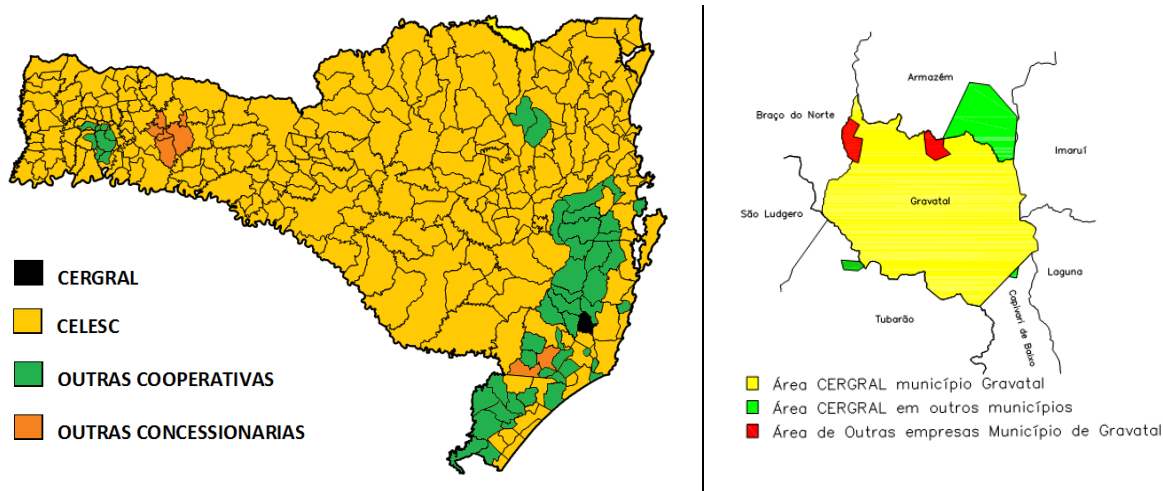 CERGRAL
CELESC
OUTRAS COOPERATIVAS
OUTRAS CONCESSIONARIAS
Armazém
Braço do Norte
Imaruí
Gravatal
São Ludgero
Laguna
Tubarão
Capivari de Baixo
Área CERGRAL município Gravatal
Área CERGRAL em outros municípios
Área de Outras empresas Município de Gravatal